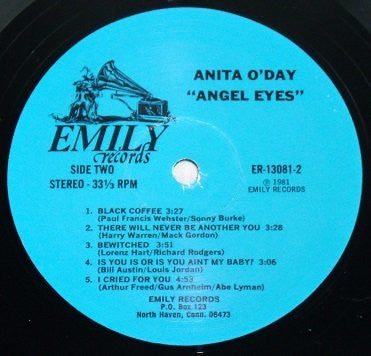 ANITA O'DAY
"ANGEL EYES"
EMILY
records
SIDE TWO
STEREO - 33⅓ RPM
ER-13081-2
Ⓟ 1981
EMILY RECORDS
1. BLACK COFFEE 3:27
(Paul Francis Webster/Sonny Burke)
2. THERE WILL NEVER BE ANOTHER YOU 3:28
(Harry Warren/Mack Gordon)
3. BEWITCHED 3:51
(Lorenz Hart/Richard Rodgers)
4. IS YOU IS OR IS YOU AINT MY BABY? 3:06
(Bill Austin/Louis Jordan)
5. I CRIED FOR YOU 4:53
(Arthur Freed/Gus Arnheim/Abe Lyman)
EMILY RECORDS
P.O. Box 123
North Haven, Conn. 06473